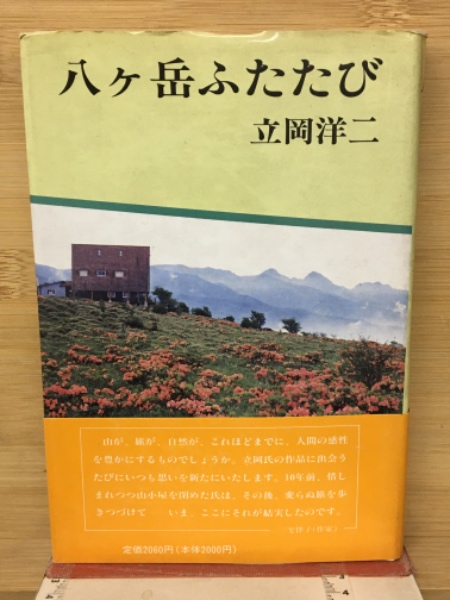 八ヶ岳ふたたび
立岡洋二
山が、旅が、自然が、これほどまでに、人間の感性
を豊かにするものでしょうか。立岡氏の作品に出会う
たびにいつも思いを新たにいたします。10年前、惜し
まれつつ山小屋を閉めた氏は、その後、変らぬ旅を歩
きつづけて――いま、ここにそれが結実したのです。
定価2060円(本体2000円)